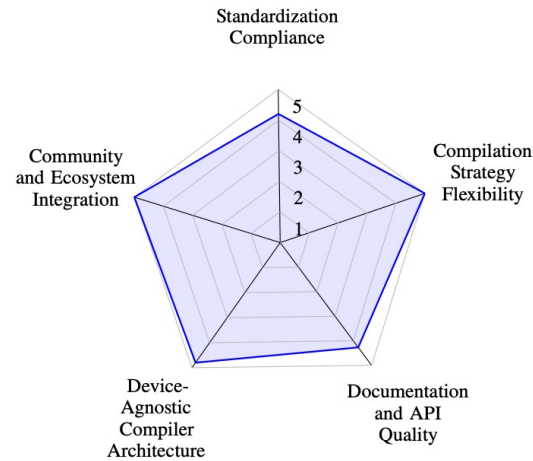 Standardization
Compliance
5
4
3
2
1
Compilation
Strategy
Flexibility
Community
and Ecosystem
Integration
Device-
Agnostic
Compiler
Architecture
Documentation
and API
Quality